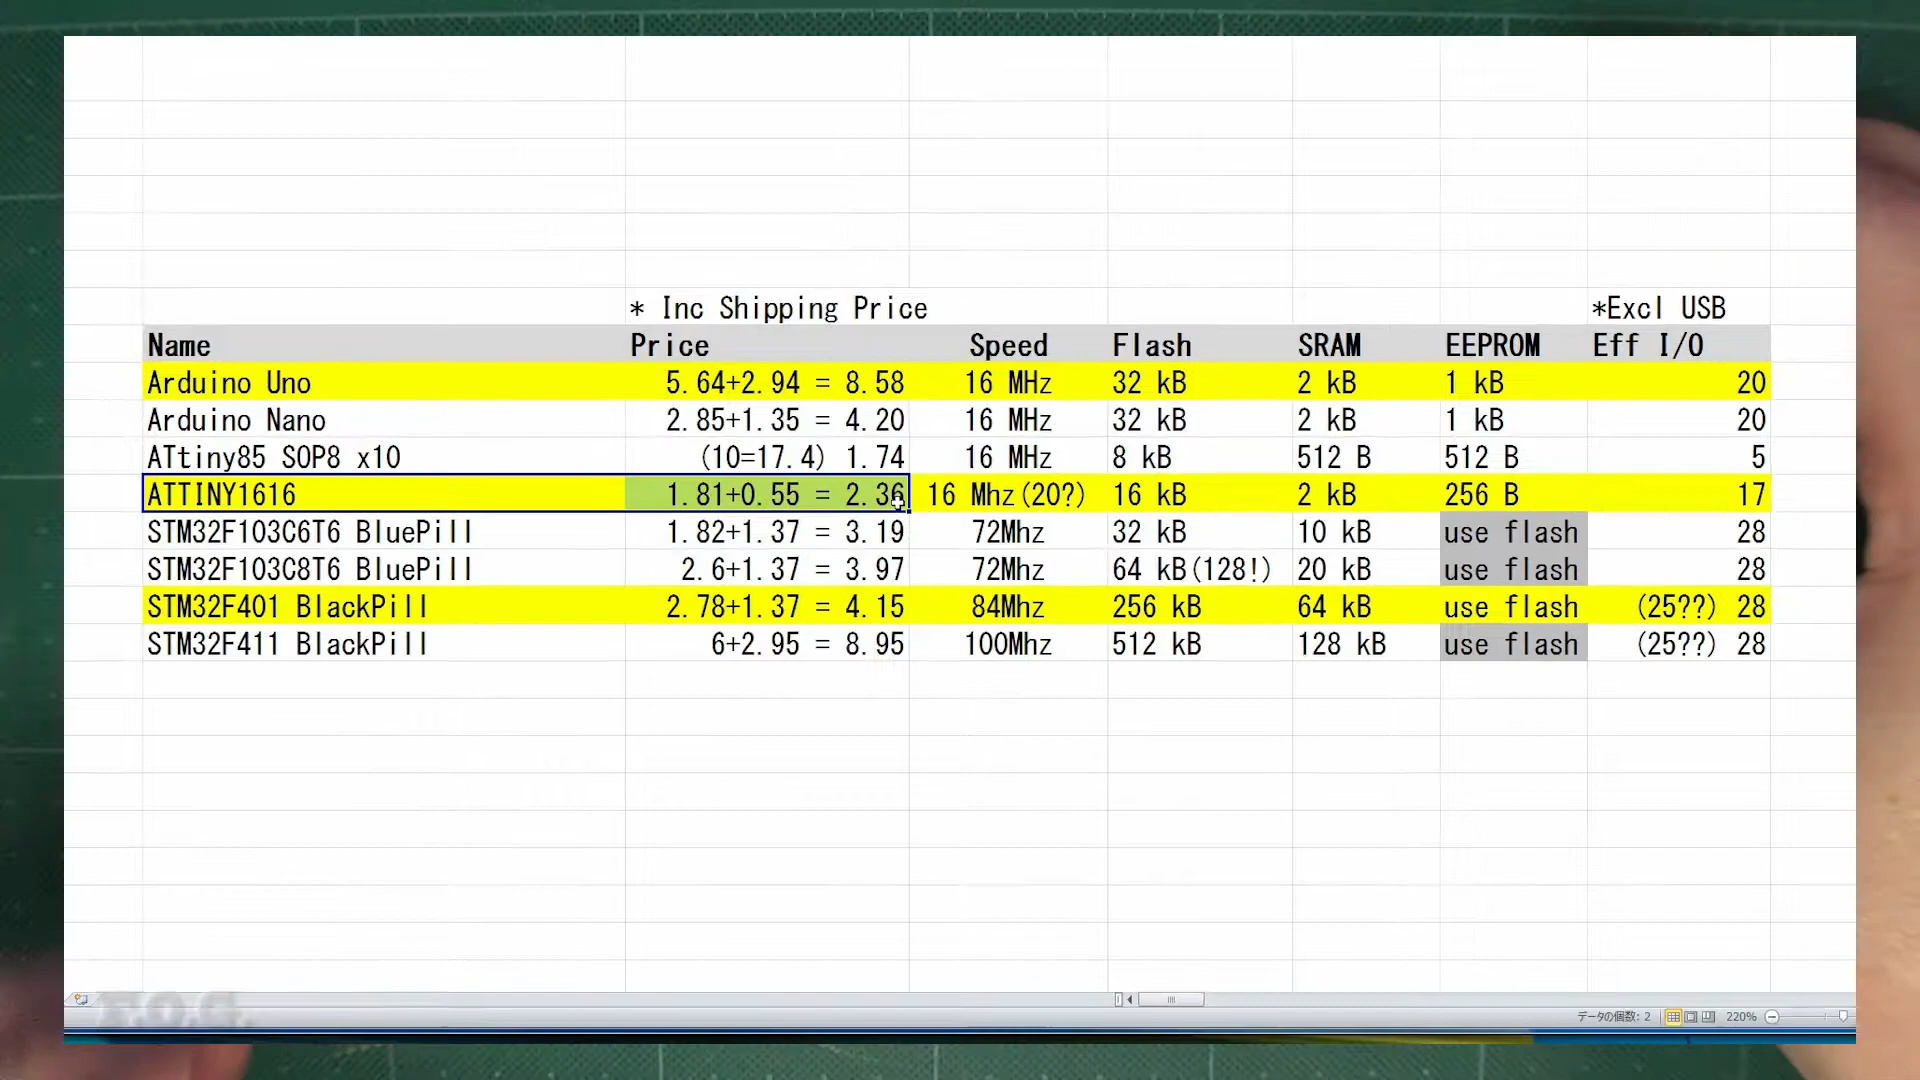 * Inc Shipping Price *Excl USB
Name Price Speed Flash SRAM EEPROM Eff I/O
Arduino Uno 5.64+2.94 = 8.58 16 MHz 32 kB 2 kB 1 kB 20
Arduino Nano 2.85+1.35 = 4.20 16 MHz 32 kB 2 kB 1 kB 20
ATtiny85 SOP8 x10 (10=17.4) 1.74 16 MHz 8 kB 512 B 512 B 5
ATTINY1616 1.81+0.55 = 2.36 16 Mhz(20?) 16 kB 2 kB 256 B 17
STM32F103C6T6 BluePill 1.82+1.37 = 3.19 72Mhz 32 kB 10 kB use flash 28
STM32F103C8T6 BluePill 2.6+1.37 = 3.97 72Mhz 64 kB(128!) 20 kB use flash 28
STM32F401 BlackPill 2.78+1.37 = 4.15 84Mhz 256 kB 64 kB use flash (25??) 28
STM32F411 BlackPill 6+2.95 = 8.95 100Mhz 512 kB 128 kB use flash (25??) 28
F.O.G.
データの個数: 2 220%